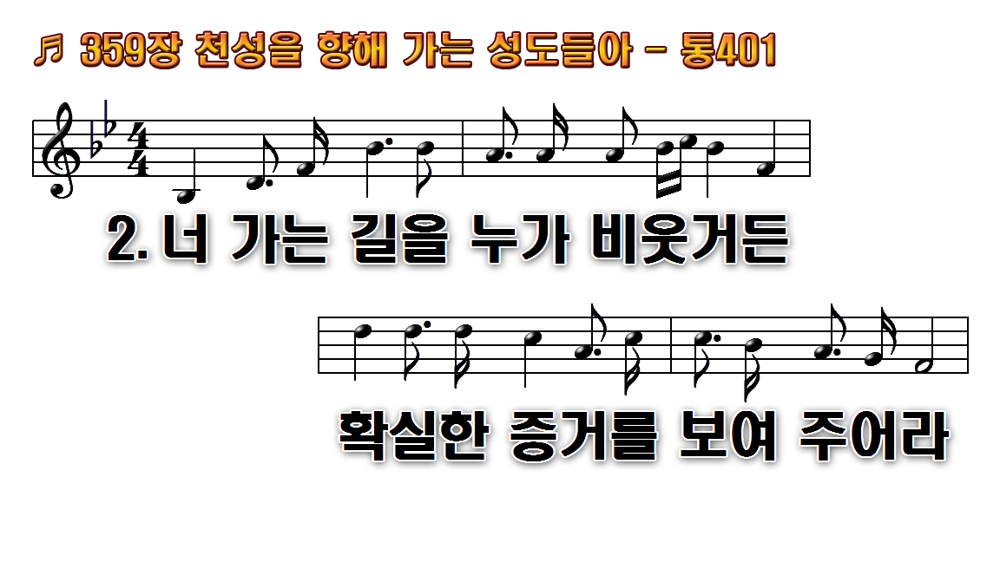 ♬ 359장 천성을 향해 가는 성도들아 - 통401
4
4
2. 너 가는 길을 누가 비웃거든
확실한 증거를 보여 주어라